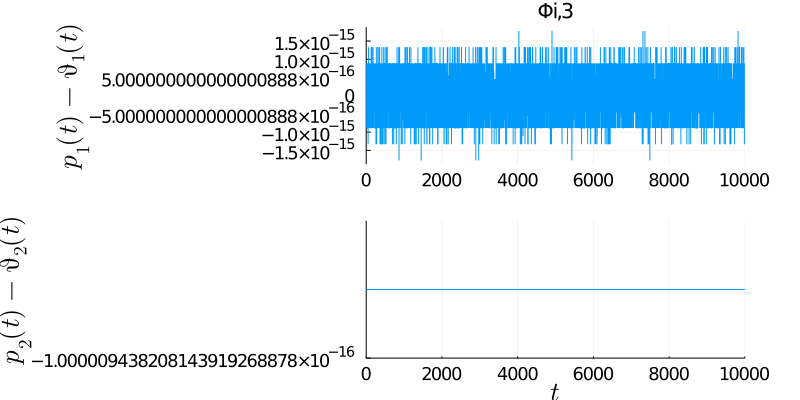 Φi,3
p₁(t) − ϑ₁(t)
1.5×10⁻¹⁵
1.0×10⁻¹⁵
5.0000000000000000888×10⁻¹⁶
0
−5.0000000000000000888×10⁻¹⁶
−1.0×10⁻¹⁵
−1.5×10⁻¹⁵
0 2000 4000 6000 8000 10000
p₂(t) − ϑ₂(t)
−1.0000094382081439192688​78×10⁻¹⁶
0 2000 4000 6000 8000 10000
t